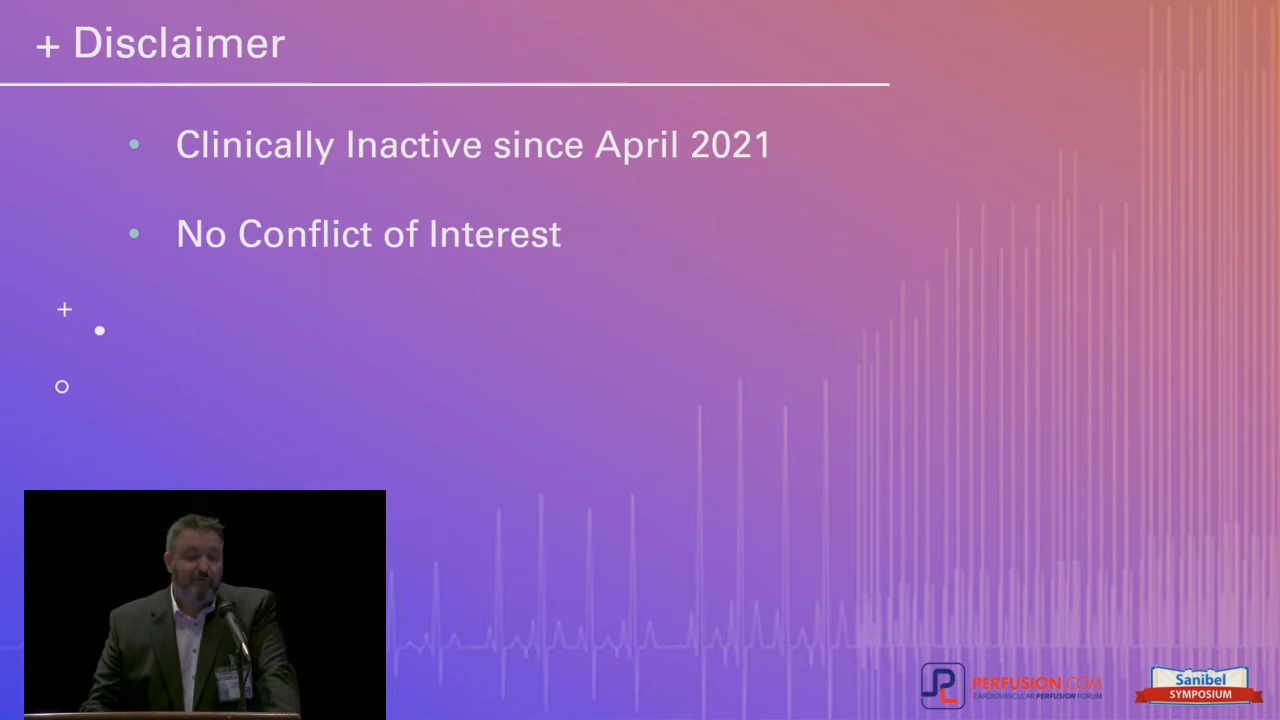 + Disclaimer
• Clinically Inactive since April 2021
• No Conflict of Interest
PERFUSION COM
CARDIOVASCULAR PERFUSION FORUM
Sanibel
SYMPOSIUM